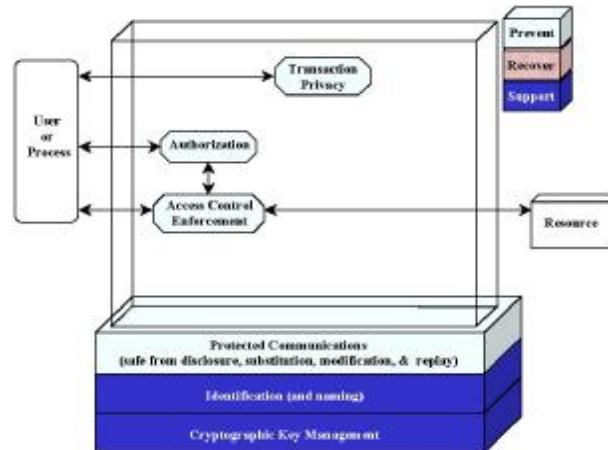 Prevent
Recover
Support
User
or
Process
Transaction
Privacy
Authorization
Access Control
Enforcement
Resource
Protected Communications
(safe from disclosure, substitution, modification, & replay)
Identification (and naming)
Cryptographic Key Management